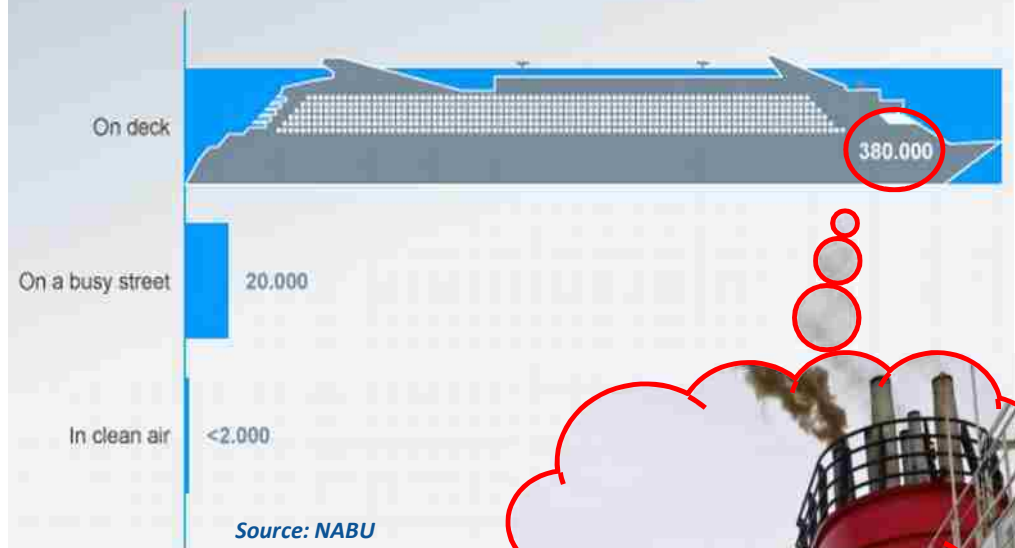 On deck
380.000
On a busy street
20.000
In clean air
<2.000
Source: NABU